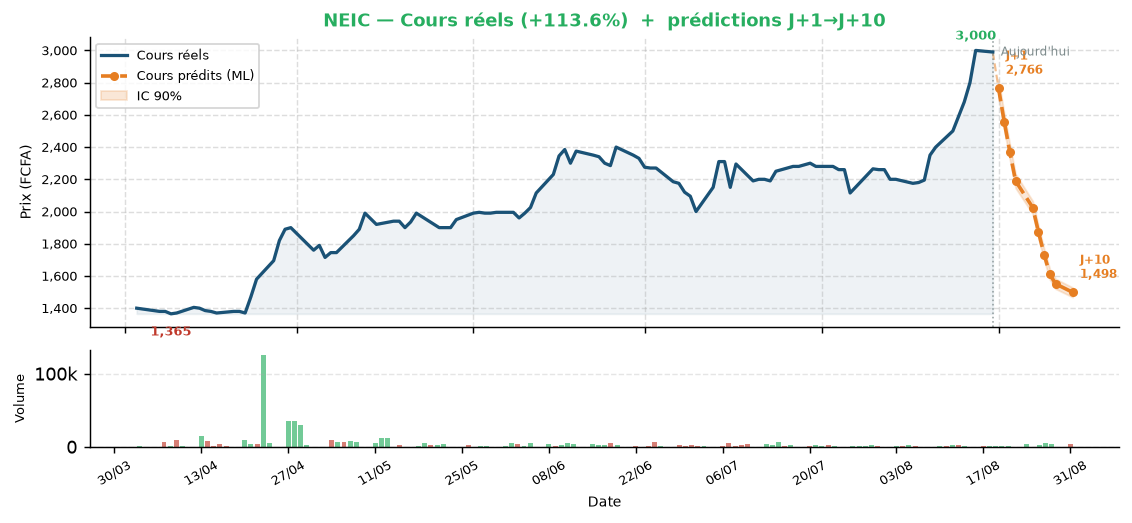 NEIC — Cours réels (+113.6%)  +  prédictions J+1→J+10
Cours réels
Cours prédits (ML)
IC 90%
3,000
Aujourd'hui
J+1
2,766
J+10
1,498
1,365
Prix (FCFA)
3,000
2,800
2,600
2,400
2,200
2,000
1,800
1,600
1,400
Volume
100k
0
30/03
13/04
27/04
11/05
25/05
08/06
22/06
06/07
20/07
03/08
17/08
31/08
Date